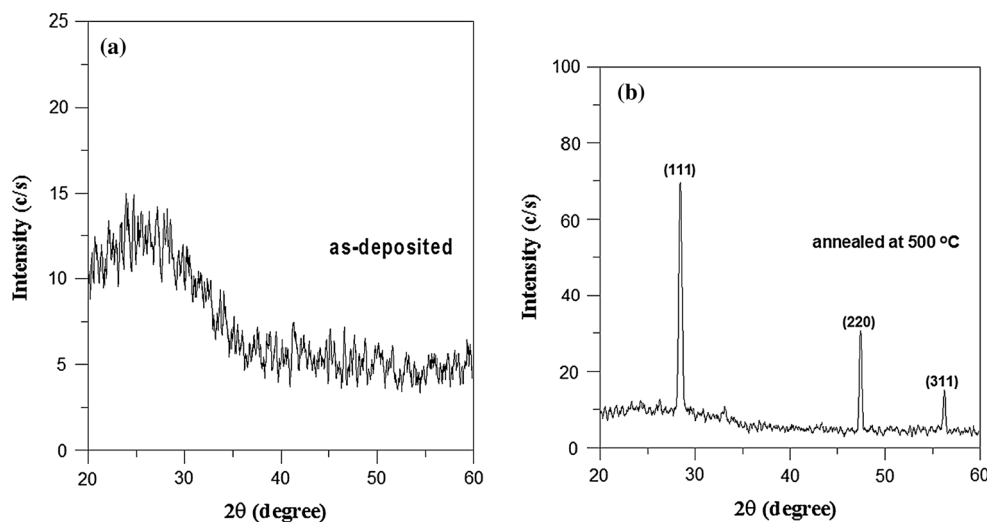 (a)
25
20
15
10
5
0
Intensity (c/s)
as-deposited
20 30 40 50 60
2θ (degree)
(b)
100
80
60
40
20
0
Intensity (c/s)
(111)
annealed at 500 ºC
(220)
(311)
20 30 40 50 60
2θ (degree)